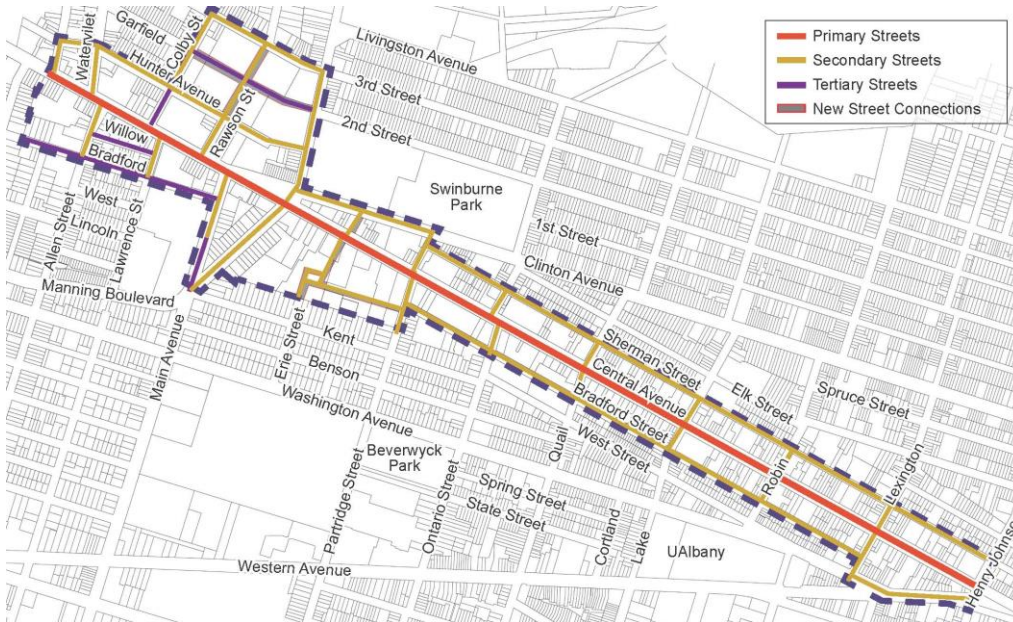 Primary Streets
Secondary Streets
Tertiary Streets
New Street Connections
Watervilet
Garfield
Colby St
Hunter Avenue
Rawson St
Livingston Avenue
3rd Street
2nd Street
Willow
Bradford
West
Lincoln
Allen Street
Lawrence St
Manning Boulevard
Main Avenue
Erie Street
Swinburne
Park
1st Street
Clinton Avenue
Kent
Benson
Washington Avenue
Sherman Street
Central Avenue
Bradford Street
West Street
Elk Street
Spruce Street
Beverwyck
Park
Partridge Street
Ontario Street
Quail
Spring Street
State Street
Cortland
Lake
Robin
Lexington
UAlbany
Western Avenue
Henry Johnson